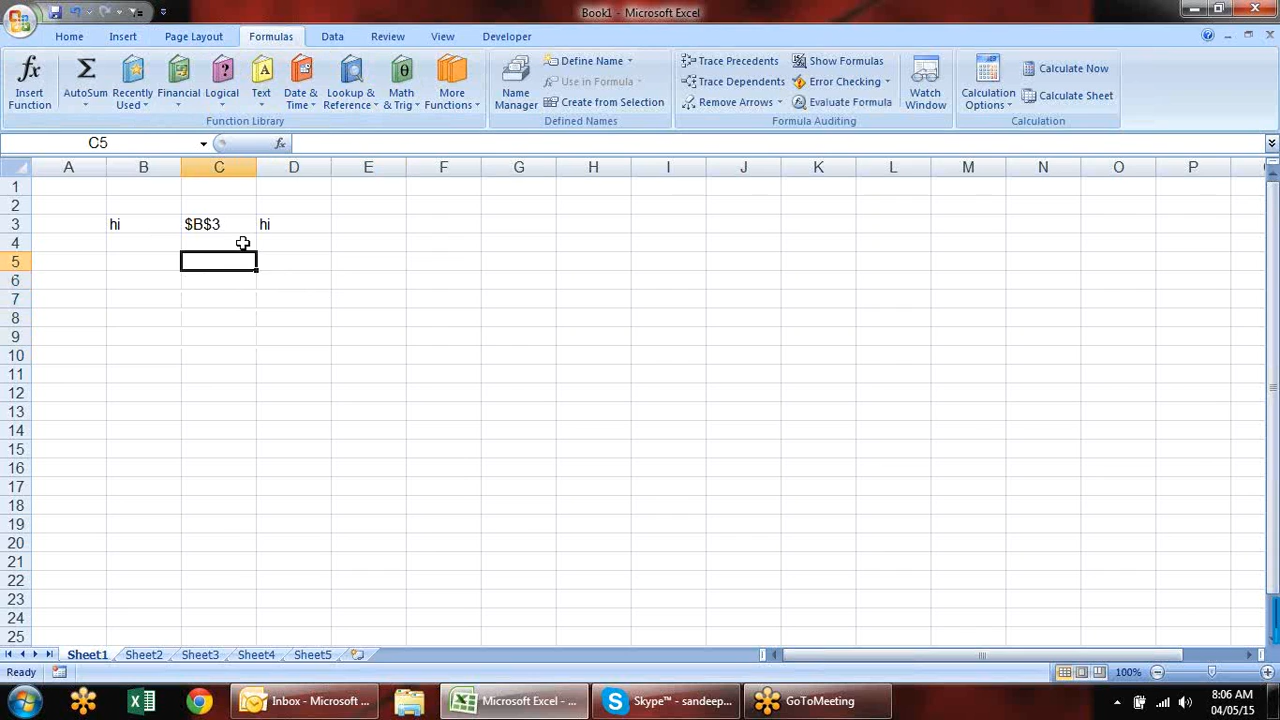 Book1 - Microsoft Excel
Home Insert Page Layout Formulas Data Review View Developer
Insert Function
AutoSum
Recently Used
Financial
Logical
Text
Date & Time
Lookup & Reference
Math & Trig
More Functions
Function Library
Name Manager
Define Name
Use in Formula
Create from Selection
Defined Names
Trace Precedents
Trace Dependents
Remove Arrows
Show Formulas
Error Checking
Evaluate Formula
Formula Auditing
Watch Window
Calculation Options
Calculate Now
Calculate Sheet
Calculation
C5 fx
A B C D E F G H I J K L M N O P
1
2
3 hi $B$3 hi
4
5
6
7
8
9
10
11
12
13
14
15
16
17
18
19
20
21
22
23
24
25
Sheet1 Sheet2 Sheet3 Sheet4 Sheet5
Ready 100%
Inbox - Microsoft ... Microsoft Excel - ... Skype™ - sandeep... GoToMeeting
8:06 AM
04/05/15